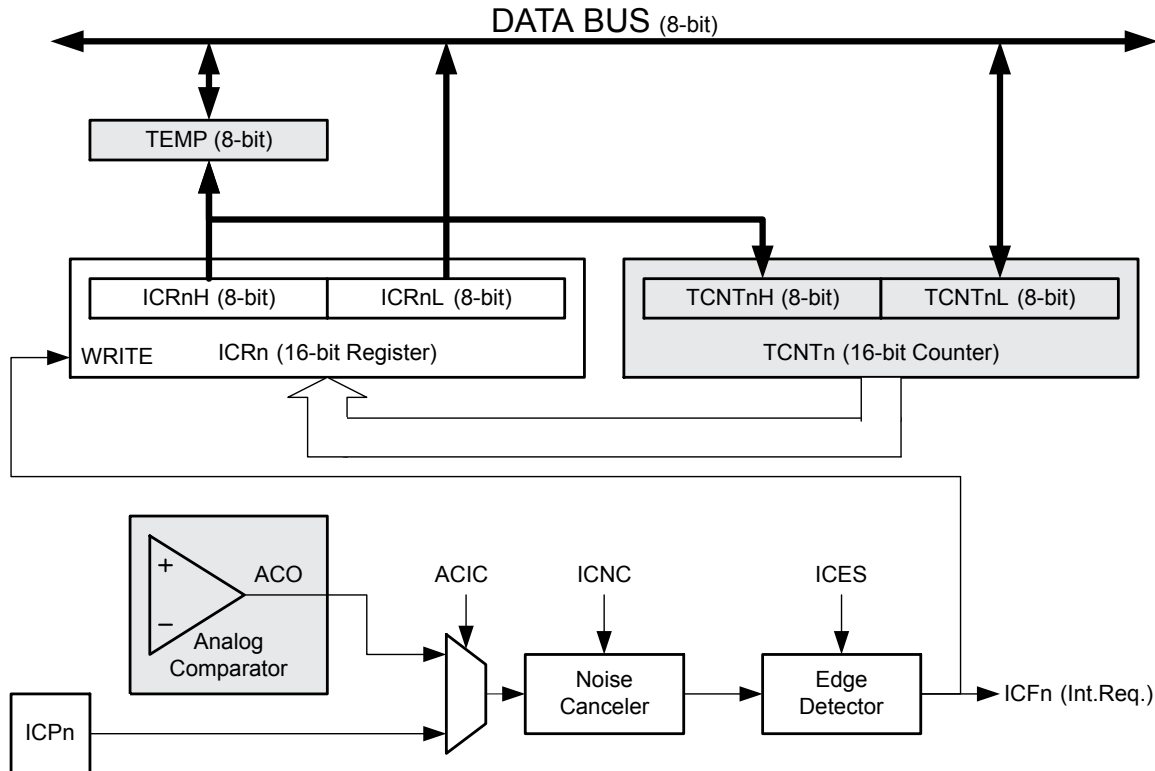 DATA BUS (8-bit)
TEMP (8-bit)
ICRnH (8-bit)
ICRnL (8-bit)
TCNTnH (8-bit)
TCNTnL (8-bit)
WRITE
ICRn (16-bit Register)
TCNTn (16-bit Counter)
+
−
ACO
Analog
Comparator
ACIC
ICNC
ICES
Noise
Canceler
Edge
Detector
ICFn (Int.Req.)
ICPn